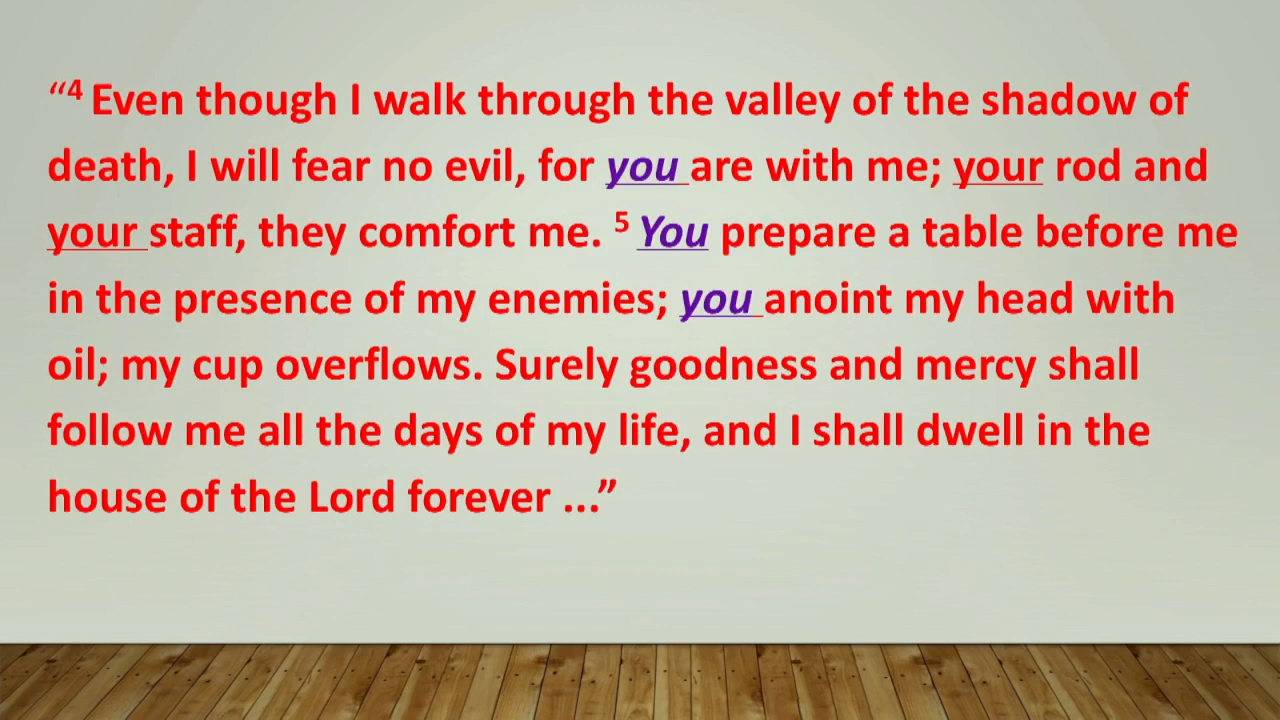 “4 Even though I walk through the valley of the shadow of
death, I will fear no evil, for you are with me; your rod and
your staff, they comfort me. 5 You prepare a table before me
in the presence of my enemies; you anoint my head with
oil; my cup overflows. Surely goodness and mercy shall
follow me all the days of my life, and I shall dwell in the
house of the Lord forever ...”